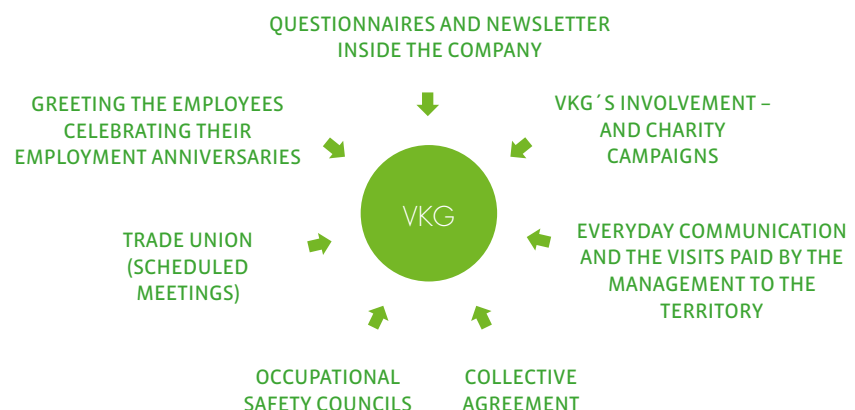 QUESTIONNAIRES AND NEWSLETTER
INSIDE THE COMPANY
GREETING THE EMPLOYEES
CELEBRATING THEIR
EMPLOYMENT ANNIVERSARIES
VKG´S INVOLVEMENT –
AND CHARITY
CAMPAIGNS
VKG
TRADE UNION
(SCHEDULED
MEETINGS)
EVERYDAY COMMUNICATION
AND THE VISITS PAID BY THE
MANAGEMENT TO THE
TERRITORY
OCCUPATIONAL
SAFETY COUNCILS
COLLECTIVE
AGREEMENT